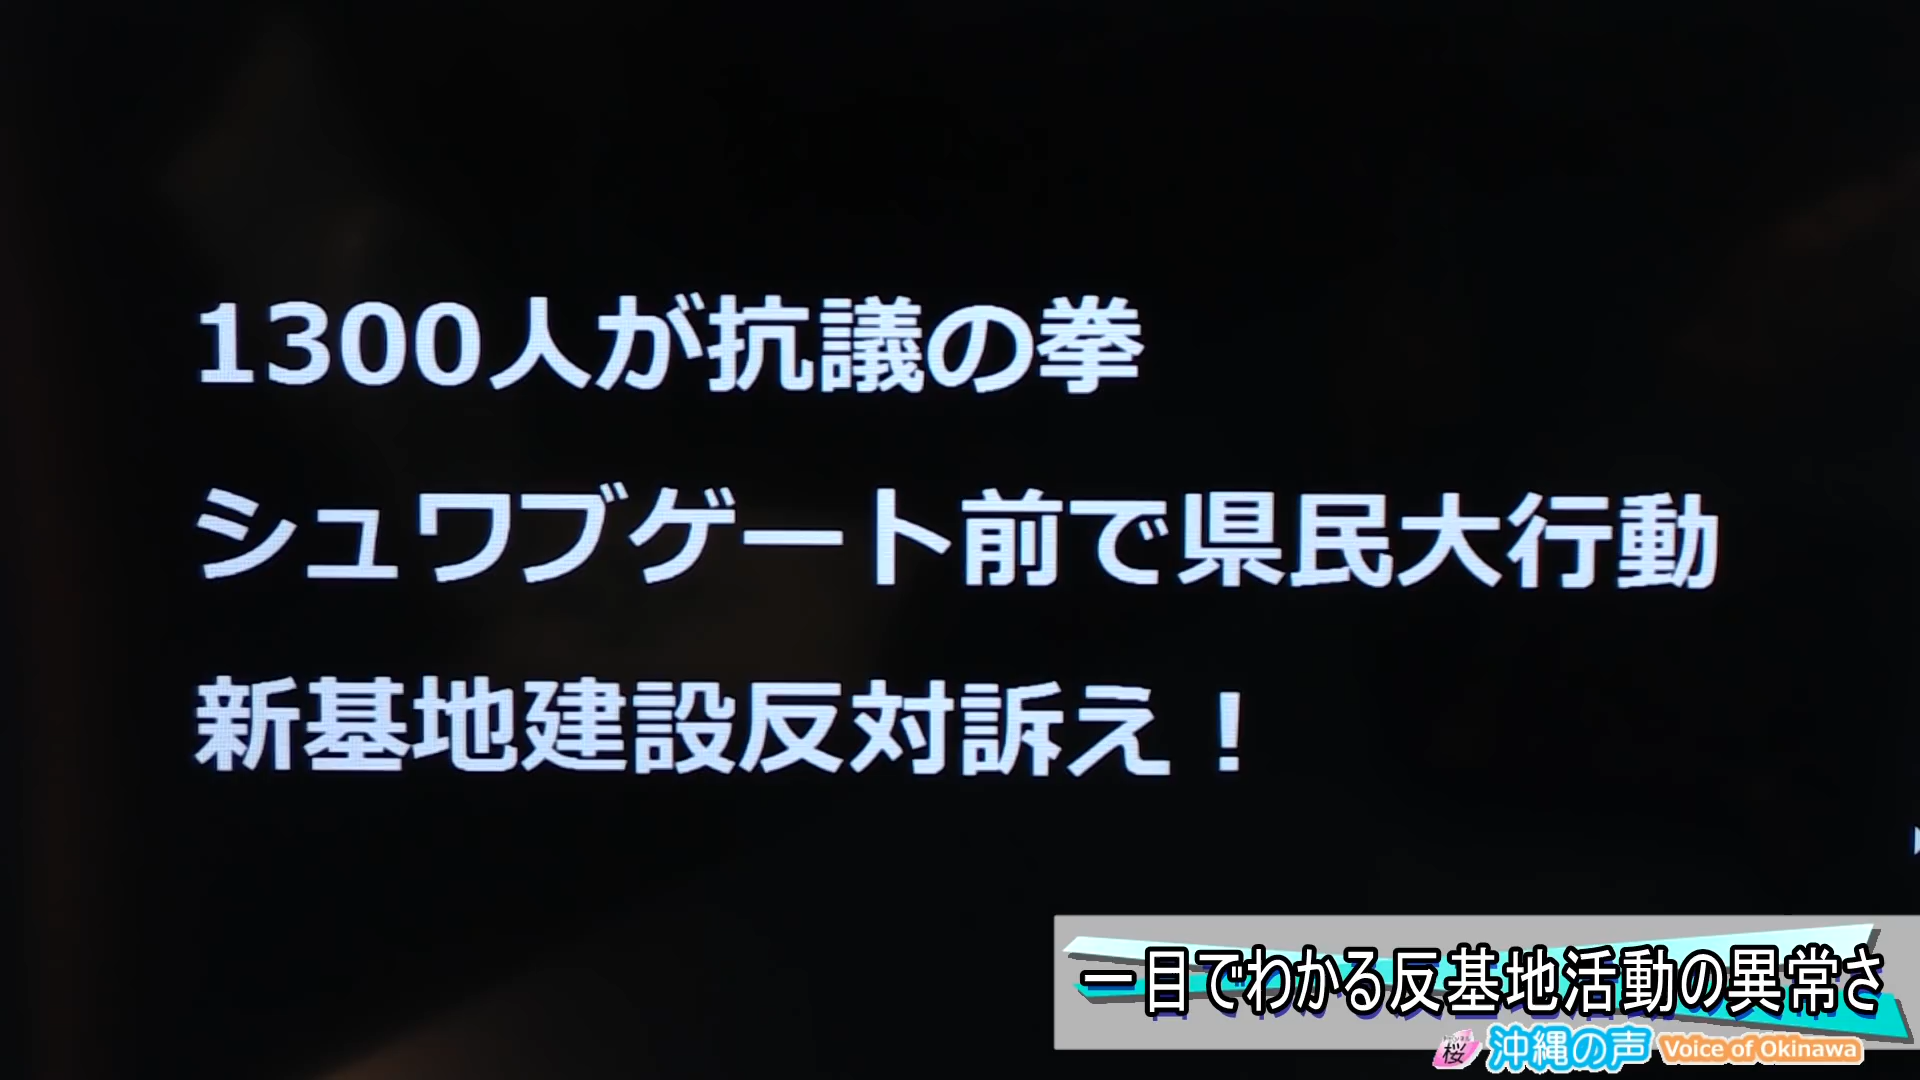 1300人が抗議の拳
シュワブゲート前で県民大行動
新基地建設反対訴え！
一目でわかる反基地活動の異常さ
桜 沖縄の声 Voice of Okinawa